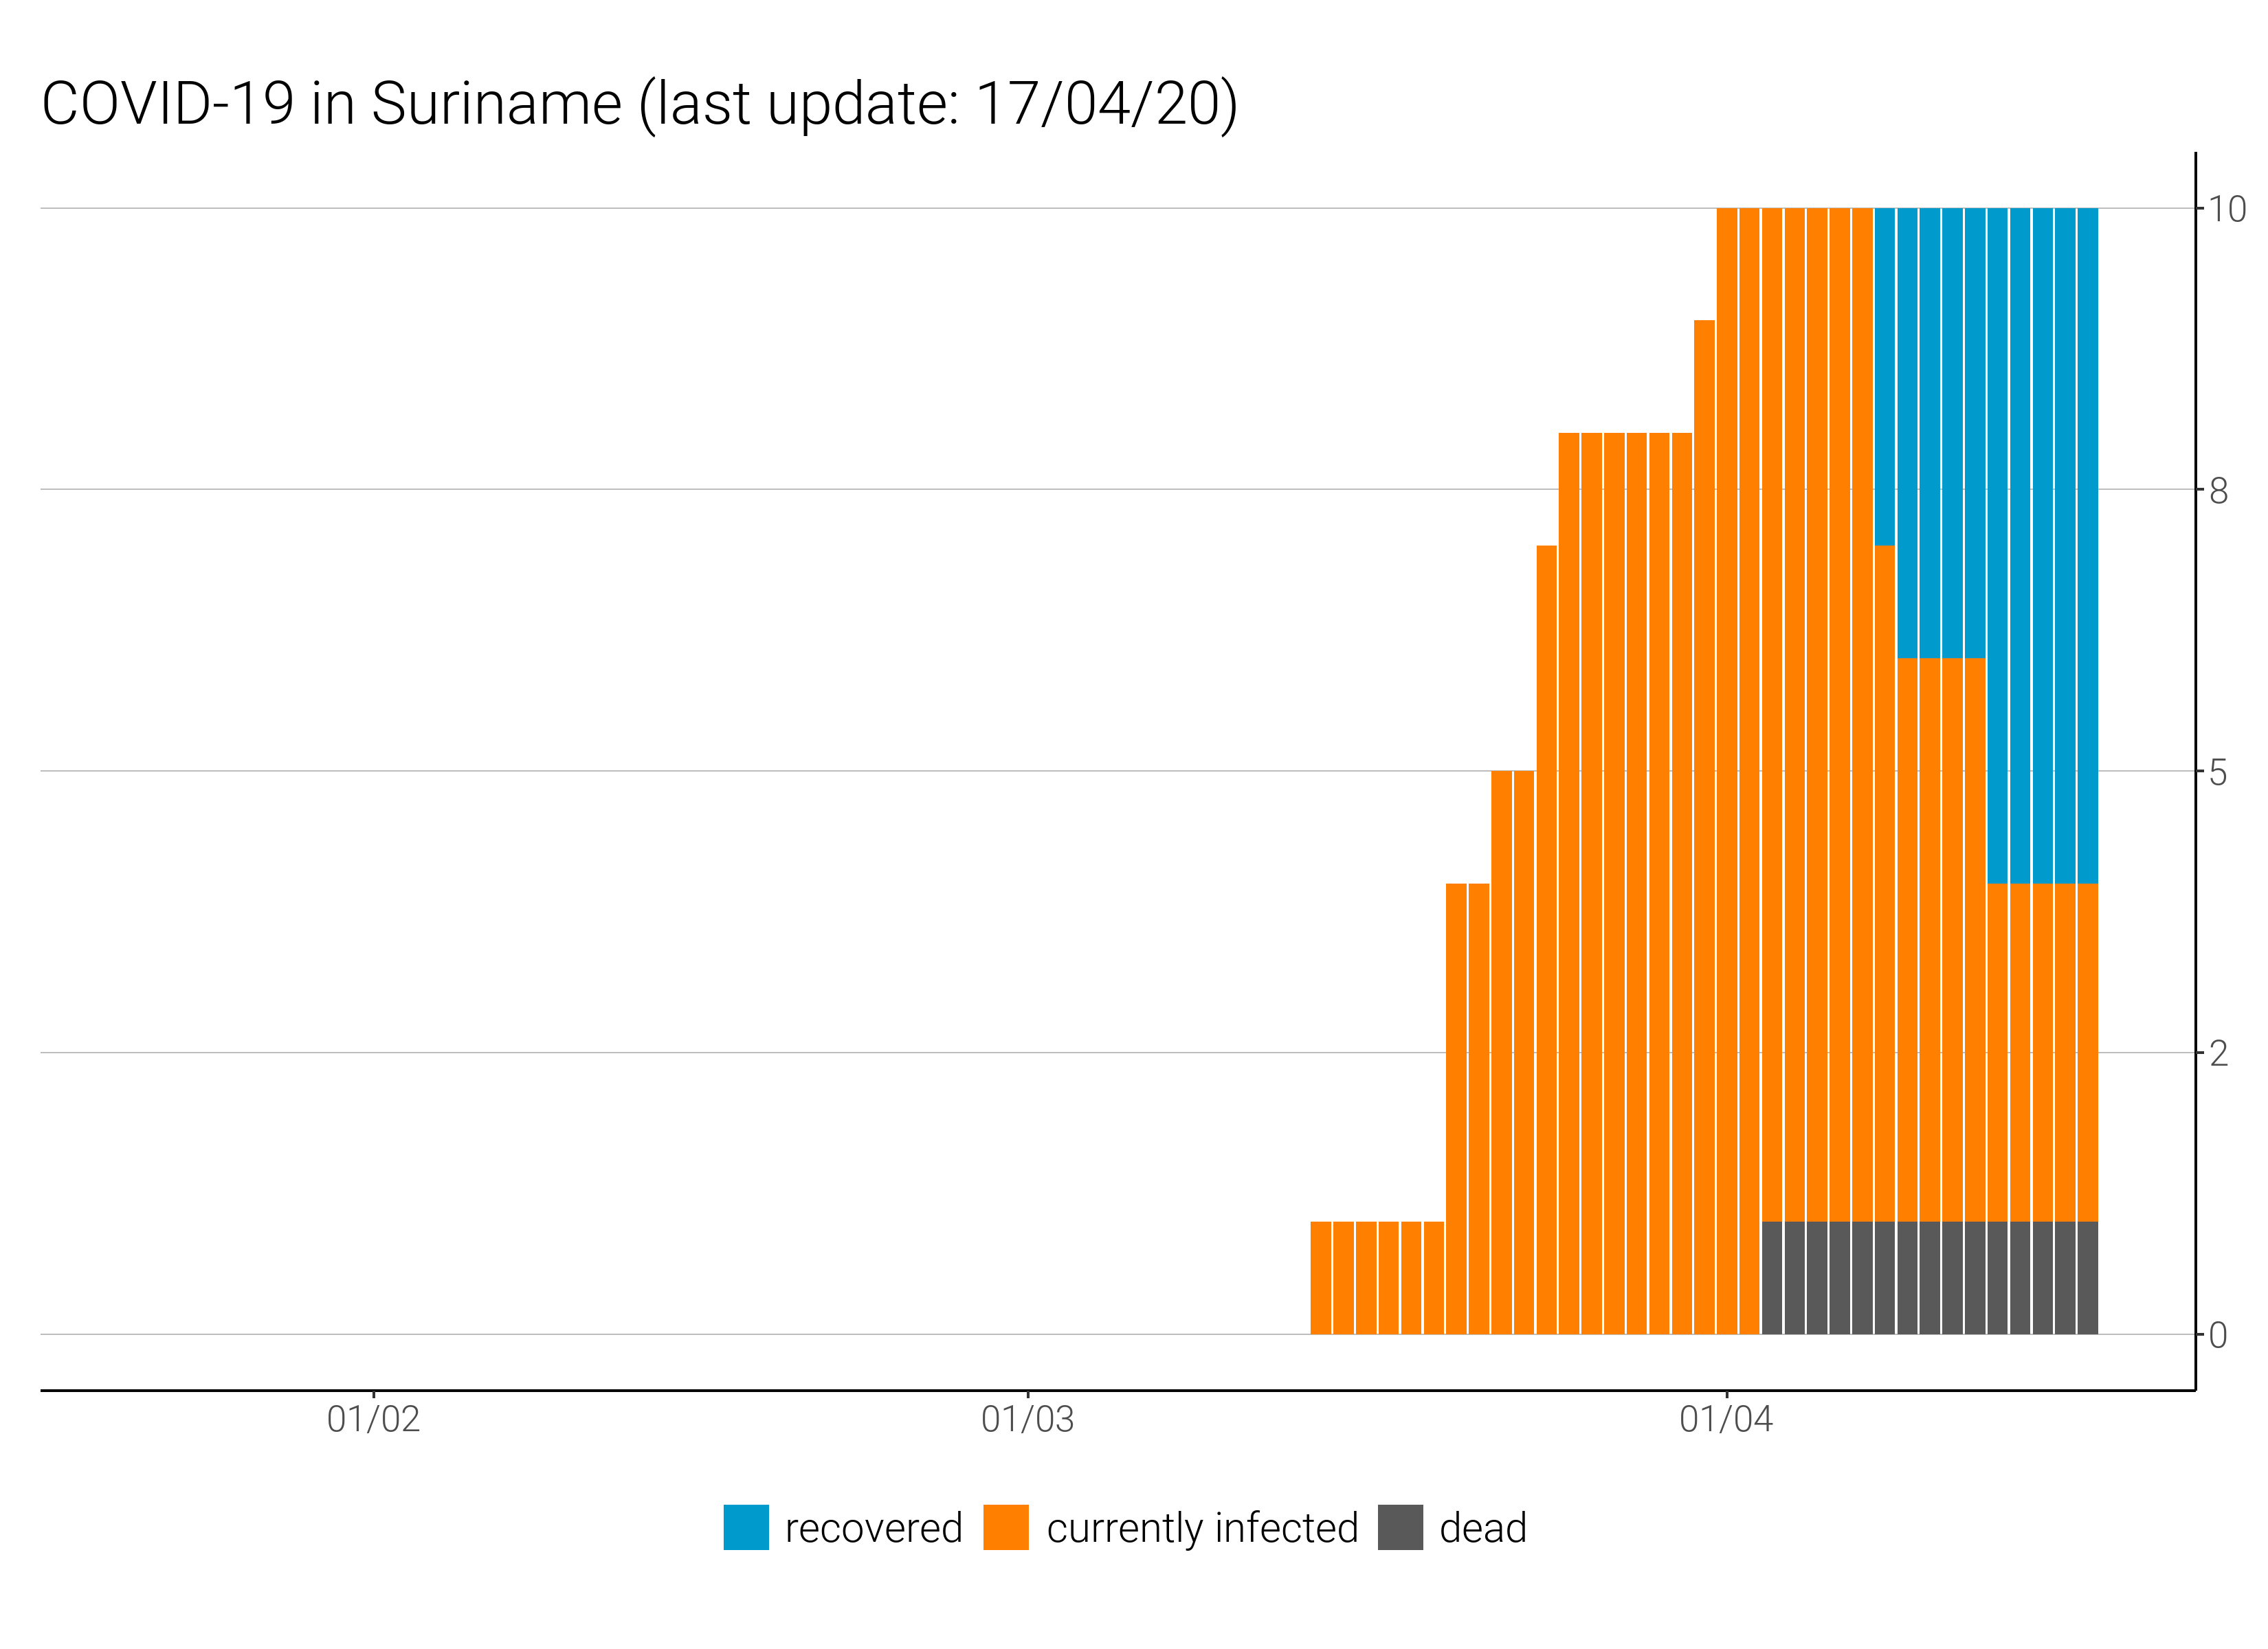 COVID-19 in Suriname (last update: 17/04/20)
10
8
5
2
0
01/02 01/03 01/04
recovered currently infected dead